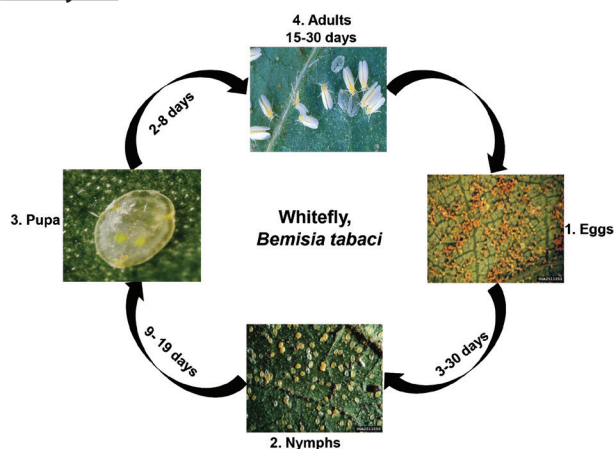 4. Adults
15-30 days
2-8 days
3. Pupa
Whitefly,
Bemisia tabaci
1. Eggs
9- 19 days
3-30 days
2. Nymphs